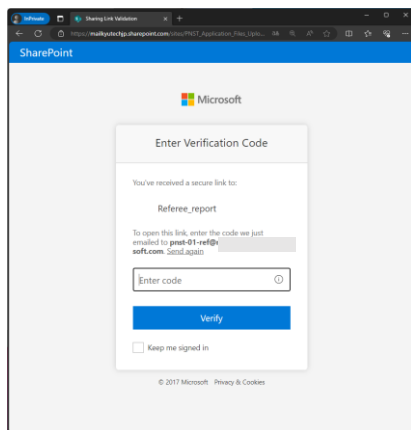 InPrivate
Sharing Link Validation
https://mailkyutechjp.sharepoint.com/sites/PNST_Application_Files_Uplo...
SharePoint
Microsoft
Enter Verification Code
You've received a secure link to:
Referee_report
To open this link, enter the code we just
emailed to pnst-01-ref@
soft.com. Send again
Enter code
Verify
Keep me signed in
© 2017 Microsoft Privacy & Cookies